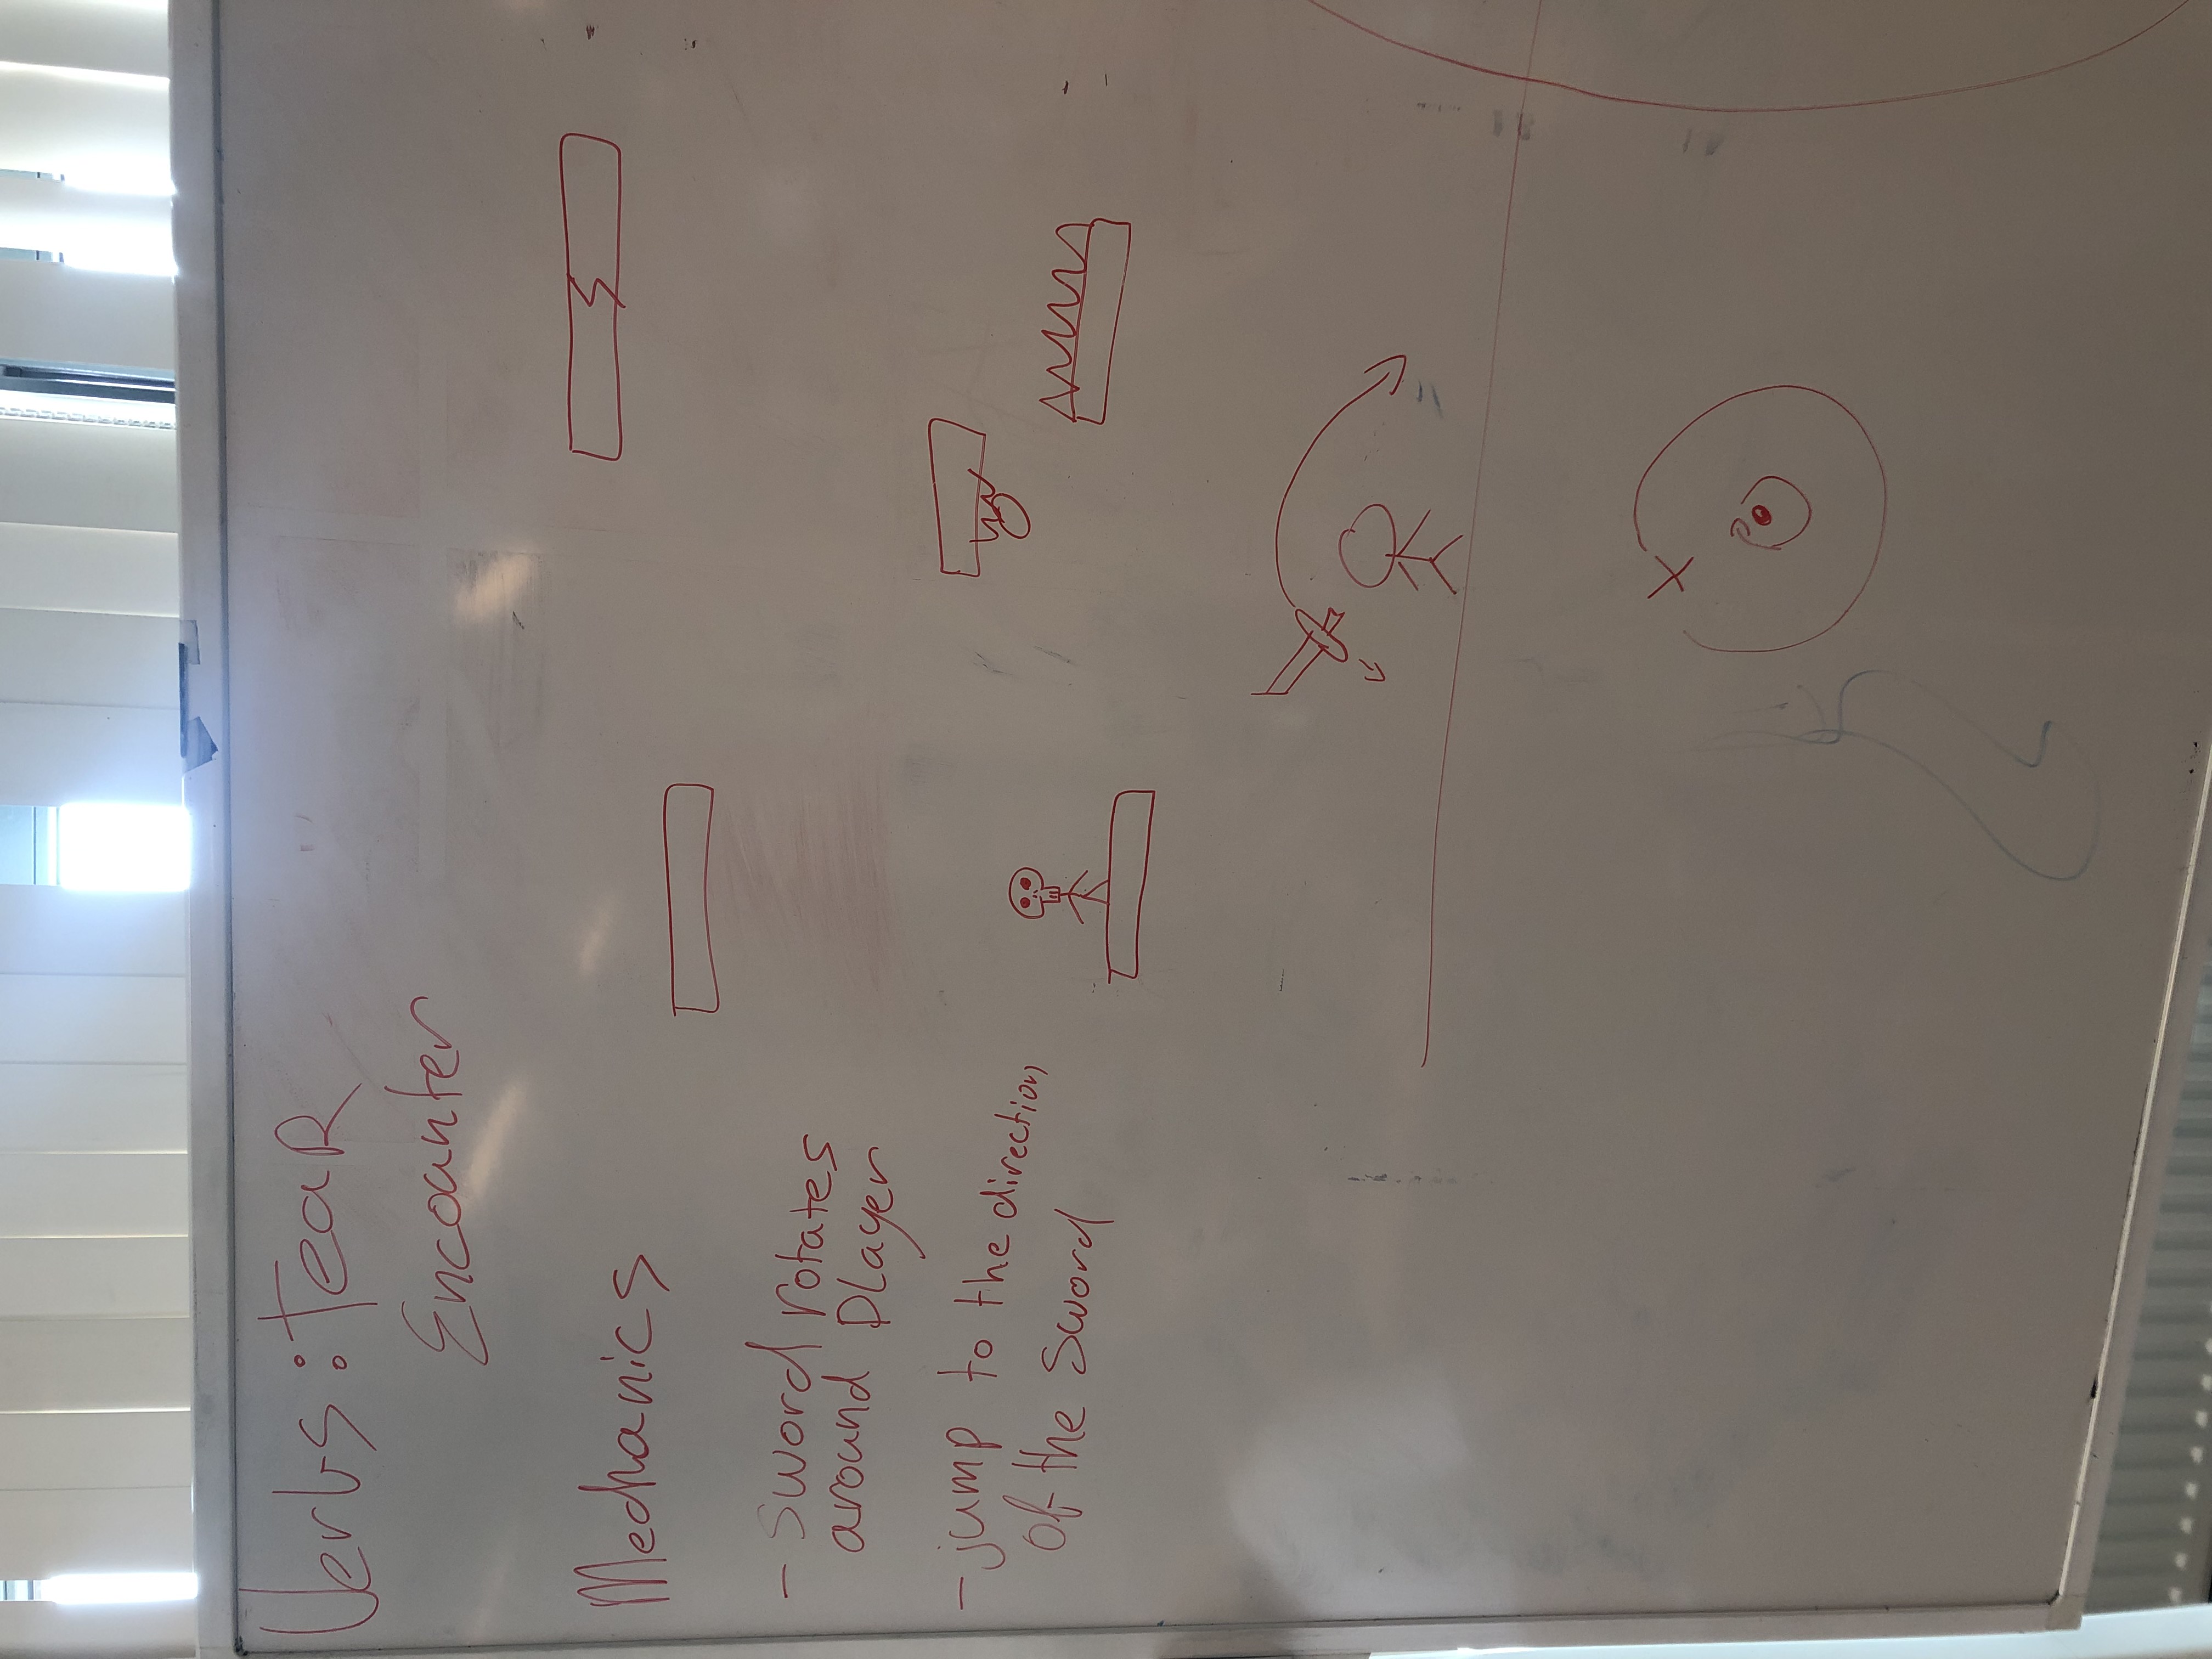 Verbs : teaR
Encounter
Mechanics
- sword rotates
around Player
- jump to the direction
of the sword